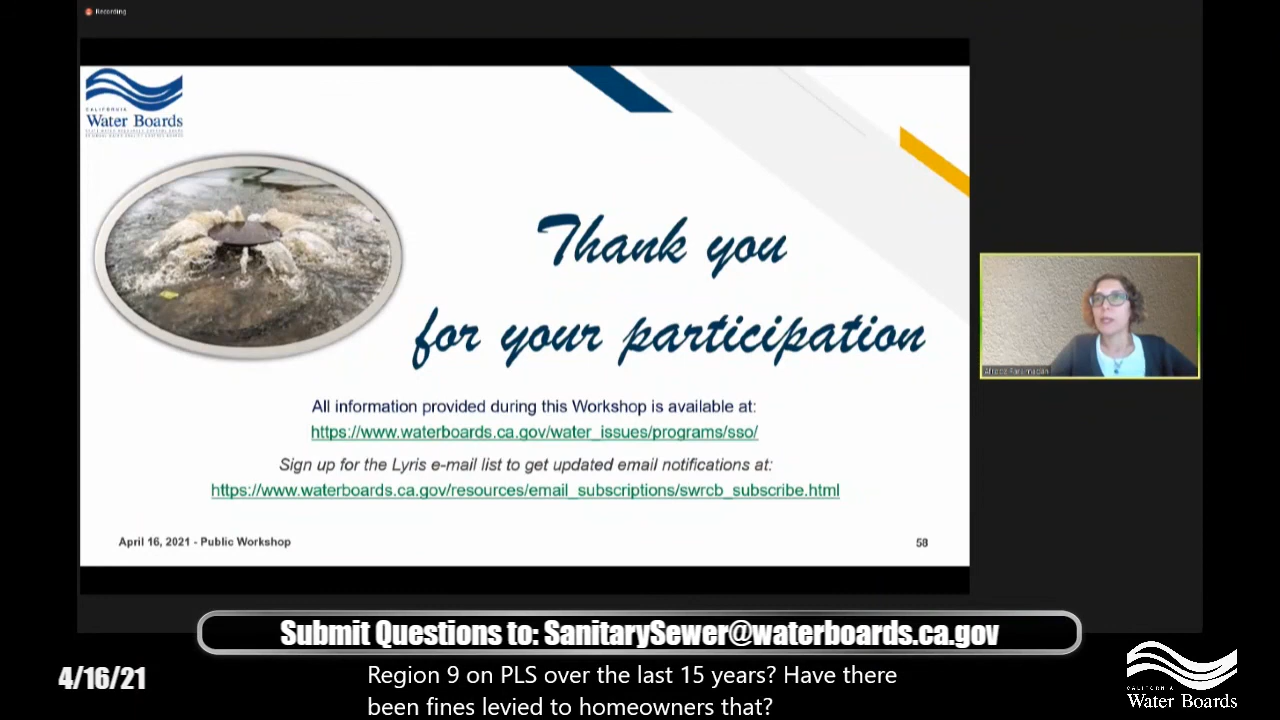 Recording
CALIFORNIA
Water Boards
Thank you
for your participation
All information provided during this Workshop is available at:
https://www.waterboards.ca.gov/water_issues/programs/sso/
Sign up for the Lyris e-mail list to get updated email notifications at:
https://www.waterboards.ca.gov/resources/email_subscriptions/swrcb_subscribe.html
April 16, 2021 - Public Workshop
58
Submit Questions to: SanitarySewer@waterboards.ca.gov
4/16/21
Region 9 on PLS over the last 15 years? Have there
been fines levied to homeowners that?
CALIFORNIA
Water Boards